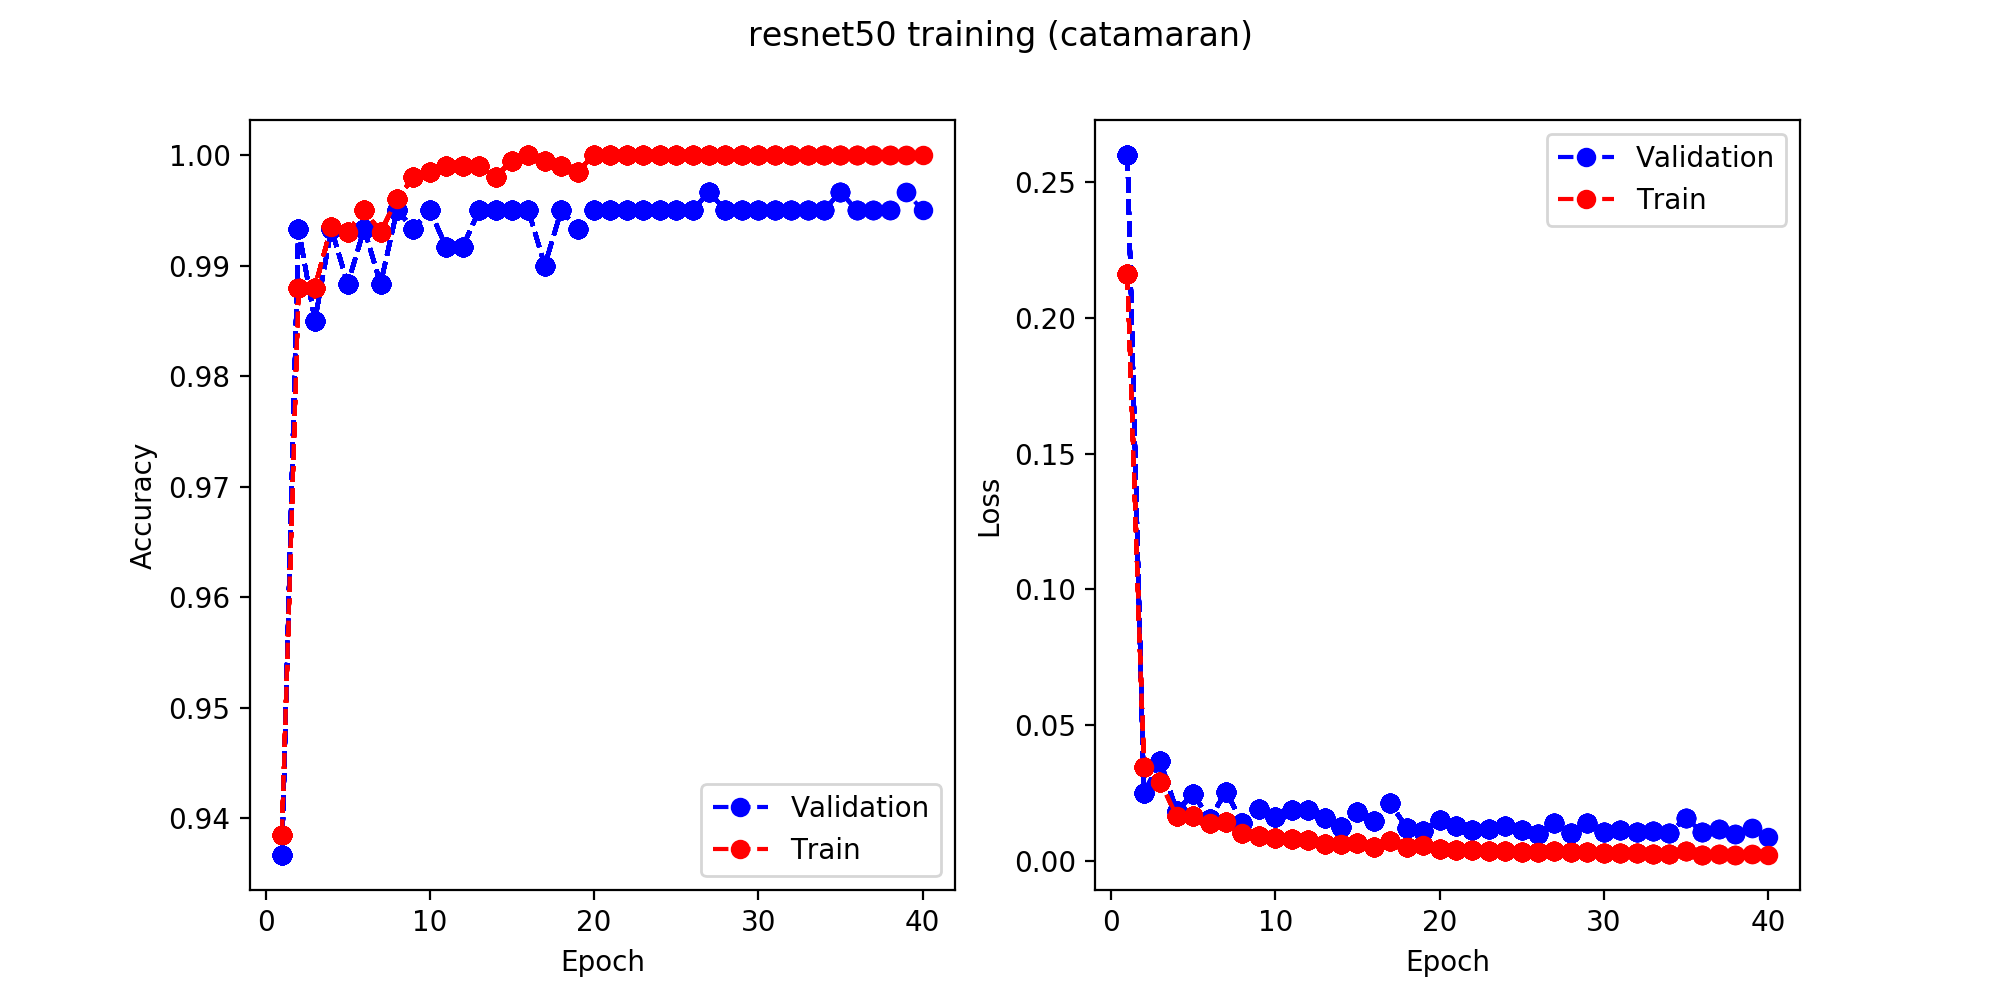 resnet50 training (catamaran)
1.00
0.99
0.98
0.97
0.96
0.95
0.94
Accuracy
Validation
Train
0
10
20
30
40
Epoch
0.25
0.20
0.15
0.10
0.05
0.00
Loss
Validation
Train
0
10
20
30
40
Epoch